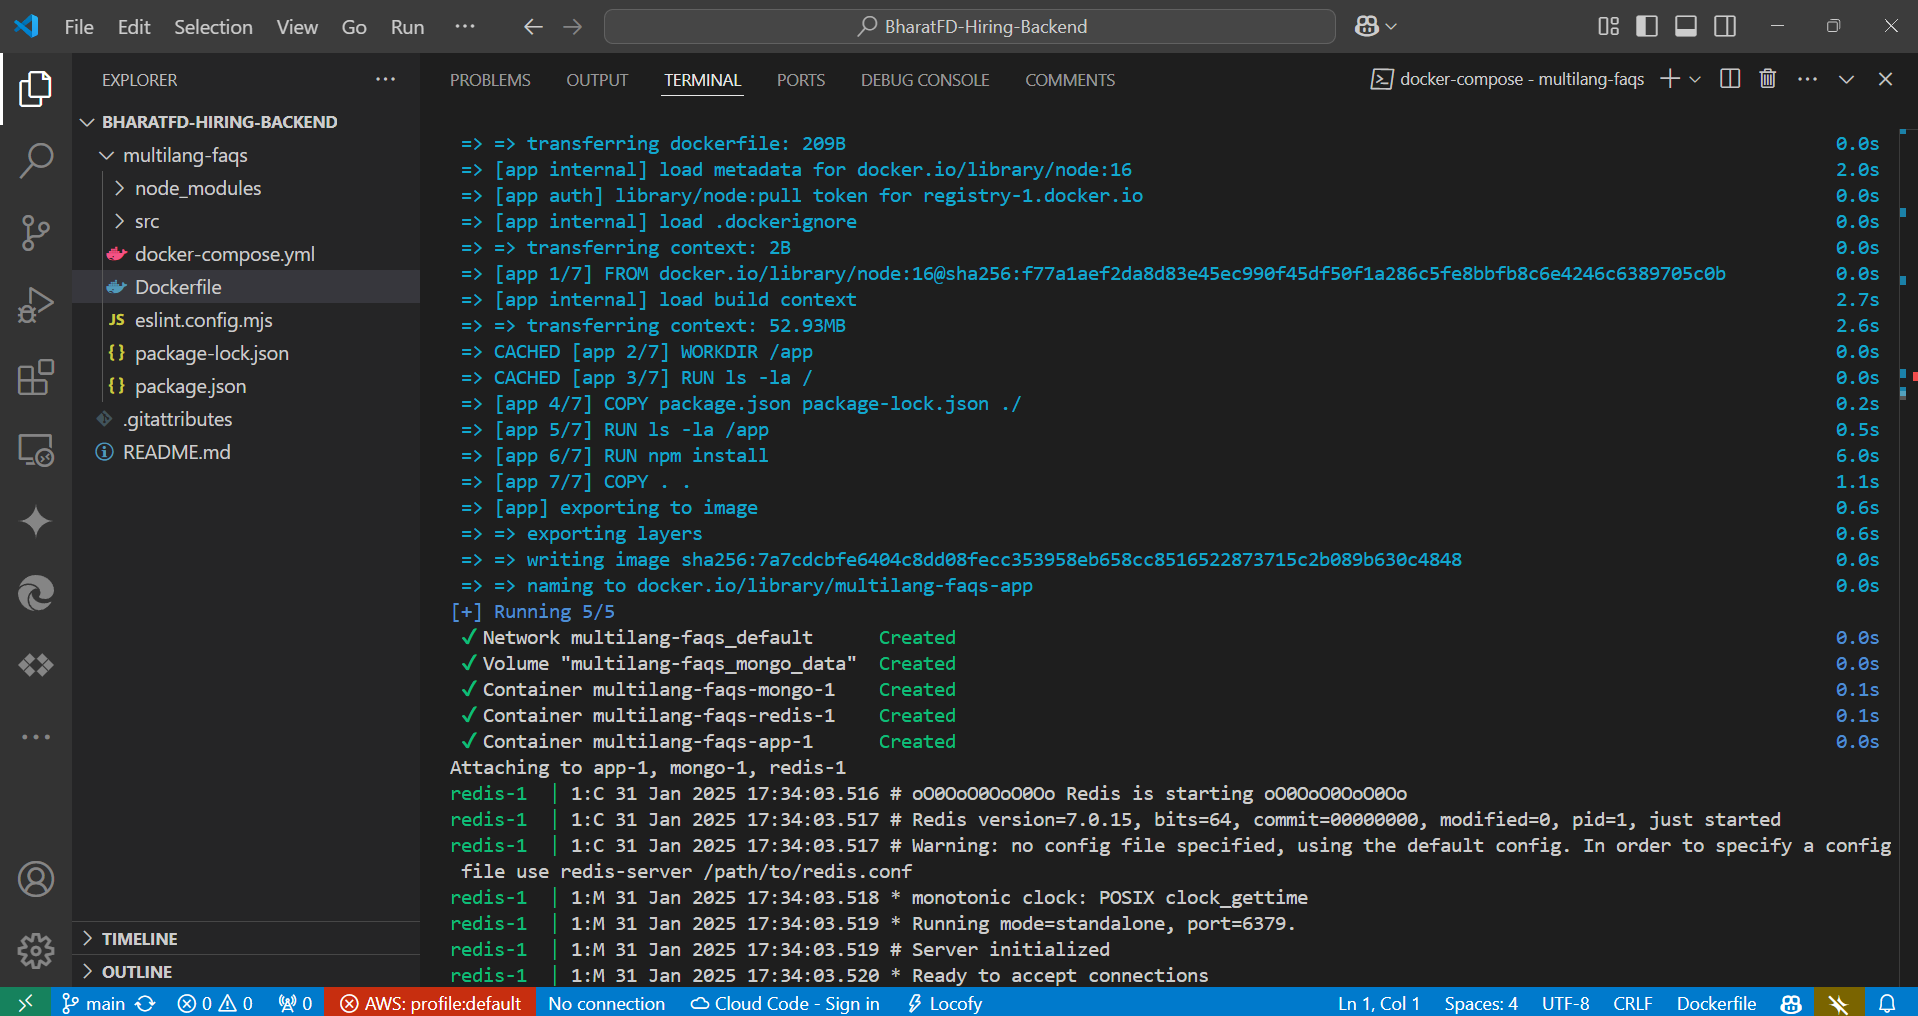 File Edit Selection View Go Run ··· BharatFD-Hiring-Backend
EXPLORER ···
BHARATFD-HIRING-BACKEND
multilang-faqs
node_modules
src
docker-compose.yml
Dockerfile
JS eslint.config.mjs
{} package-lock.json
{} package.json
.gitattributes
README.md
TIMELINE
OUTLINE
PROBLEMS OUTPUT TERMINAL PORTS DEBUG CONSOLE COMMENTS docker-compose - multilang-faqs
=> => transferring dockerfile: 209B 0.0s
=> [app internal] load metadata for docker.io/library/node:16 2.0s
=> [app auth] library/node:pull token for registry-1.docker.io 0.0s
=> [app internal] load .dockerignore 0.0s
=> => transferring context: 2B 0.0s
=> [app 1/7] FROM docker.io/library/node:16@sha256:f77a1aef2da8d83e45ec990f45df50f1a286c5fe8bbfb8c6e4246c6389705c0b 0.0s
=> [app internal] load build context 2.7s
=> => transferring context: 52.93MB 2.6s
=> CACHED [app 2/7] WORKDIR /app 0.0s
=> CACHED [app 3/7] RUN ls -la / 0.0s
=> [app 4/7] COPY package.json package-lock.json ./ 0.2s
=> [app 5/7] RUN ls -la /app 0.5s
=> [app 6/7] RUN npm install 6.0s
=> [app 7/7] COPY . . 1.1s
=> [app] exporting to image 0.6s
=> => exporting layers 0.6s
=> => writing image sha256:7a7cdcbfe6404c8dd08fecc353958eb658cc8516522873715c2b089b630c4848 0.0s
=> => naming to docker.io/library/multilang-faqs-app 0.0s
[+] Running 5/5
✔ Network multilang-faqs_default Created 0.0s
✔ Volume "multilang-faqs_mongo_data" Created 0.0s
✔ Container multilang-faqs-mongo-1 Created 0.1s
✔ Container multilang-faqs-redis-1 Created 0.1s
✔ Container multilang-faqs-app-1 Created 0.0s
Attaching to app-1, mongo-1, redis-1
redis-1 | 1:C 31 Jan 2025 17:34:03.516 # oO0OoO0OoO0Oo Redis is starting oO0OoO0OoO0Oo
redis-1 | 1:C 31 Jan 2025 17:34:03.517 # Redis version=7.0.15, bits=64, commit=00000000, modified=0, pid=1, just started
redis-1 | 1:C 31 Jan 2025 17:34:03.517 # Warning: no config file specified, using the default config. In order to specify a config
file use redis-server /path/to/redis.conf
redis-1 | 1:M 31 Jan 2025 17:34:03.518 * monotonic clock: POSIX clock_gettime
redis-1 | 1:M 31 Jan 2025 17:34:03.519 * Running mode=standalone, port=6379.
redis-1 | 1:M 31 Jan 2025 17:34:03.519 # Server initialized
redis-1 | 1:M 31 Jan 2025 17:34:03.520 * Ready to accept connections
main 0 0 0 AWS: profile:default No connection Cloud Code - Sign in Locofy Ln 1, Col 1 Spaces: 4 UTF-8 CRLF Dockerfile